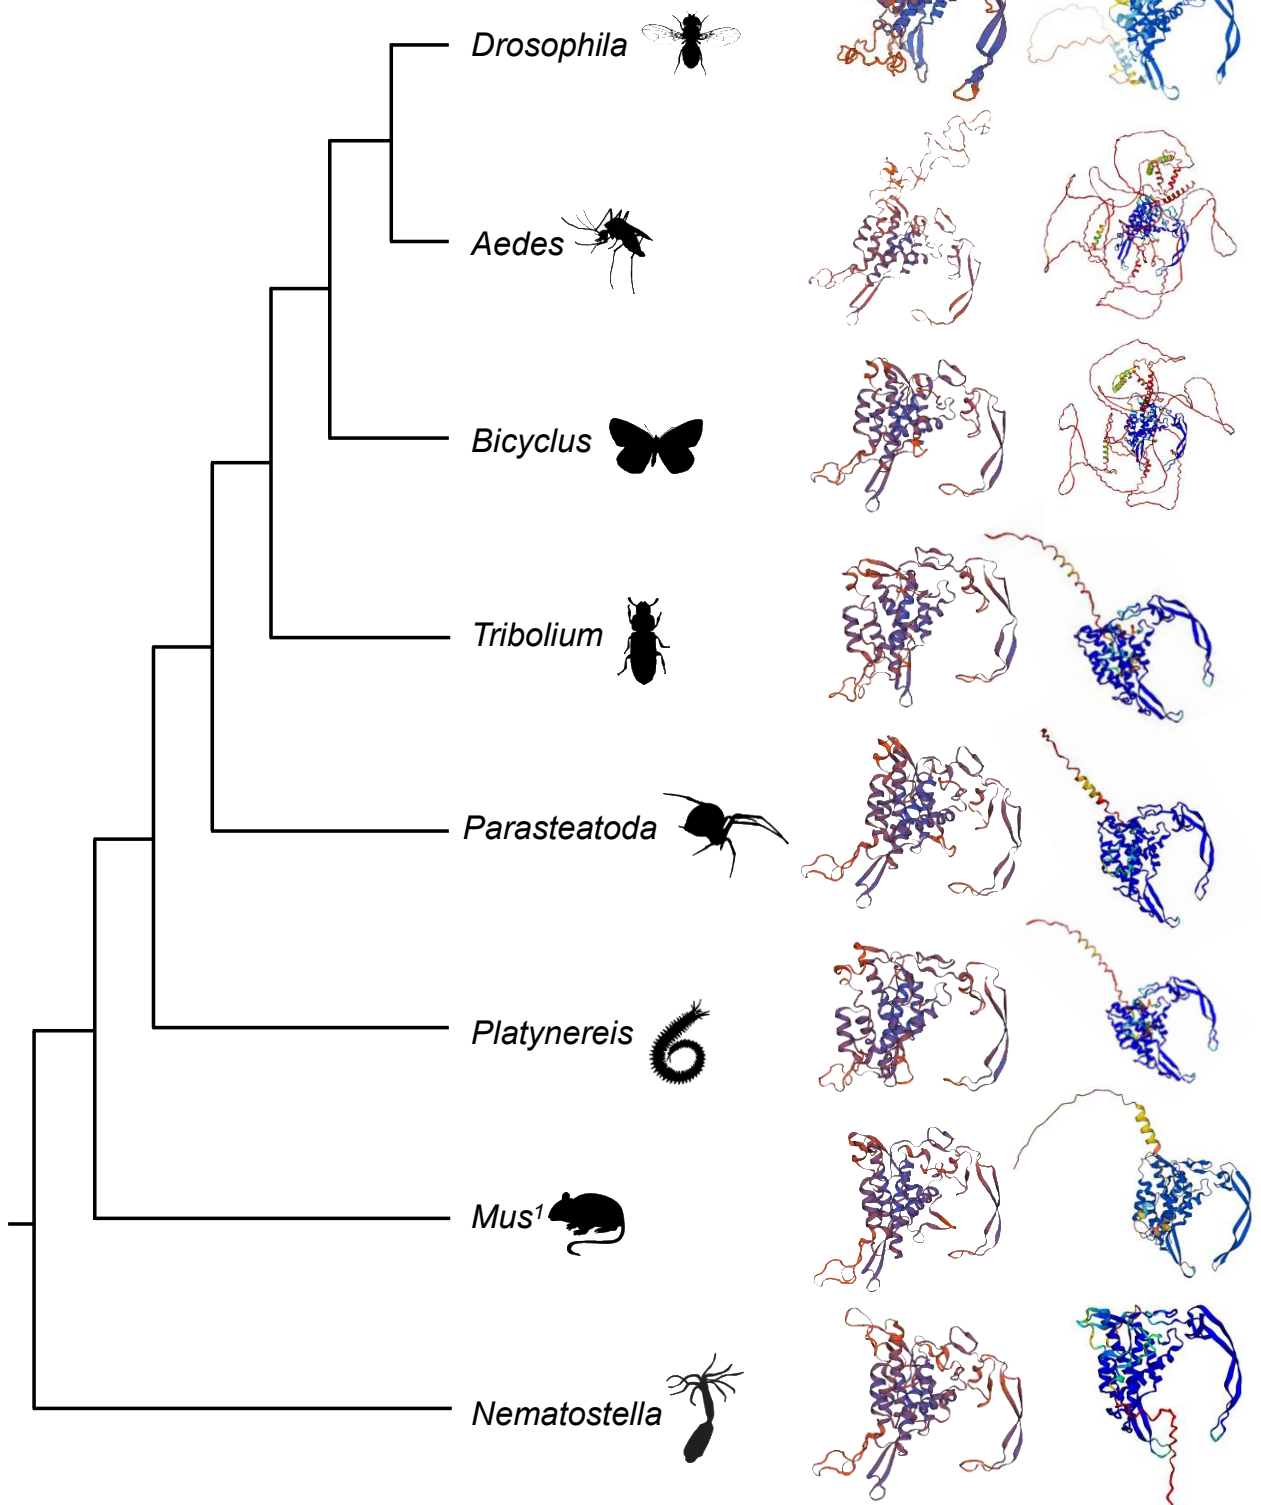 Drosophila
Aedes
Bicyclus
Tribolium
Parasteatoda
Platynereis
Mus¹
Nematostella